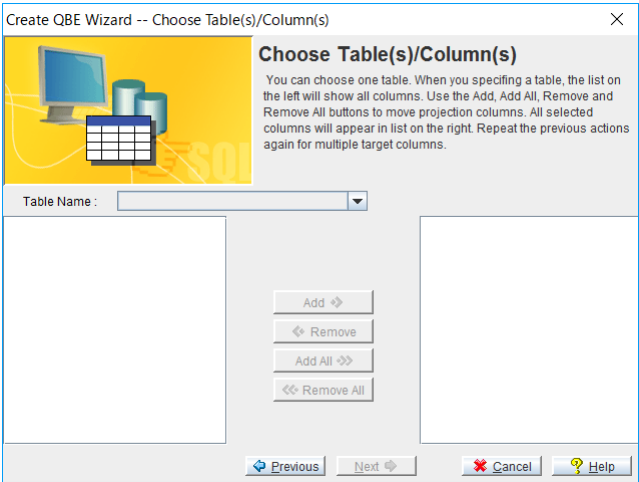 Create QBE Wizard -- Choose Table(s)/Column(s)
Choose Table(s)/Column(s)
You can choose one table. When you specifing a table, the list on
the left will show all columns. Use the Add, Add All, Remove and
Remove All buttons to move projection columns. All selected
columns will appear in list on the right. Repeat the previous actions
again for multiple target columns.
SQL
Table Name :
Add
Remove
Add All
Remove All
Previous
Next
Cancel
Help